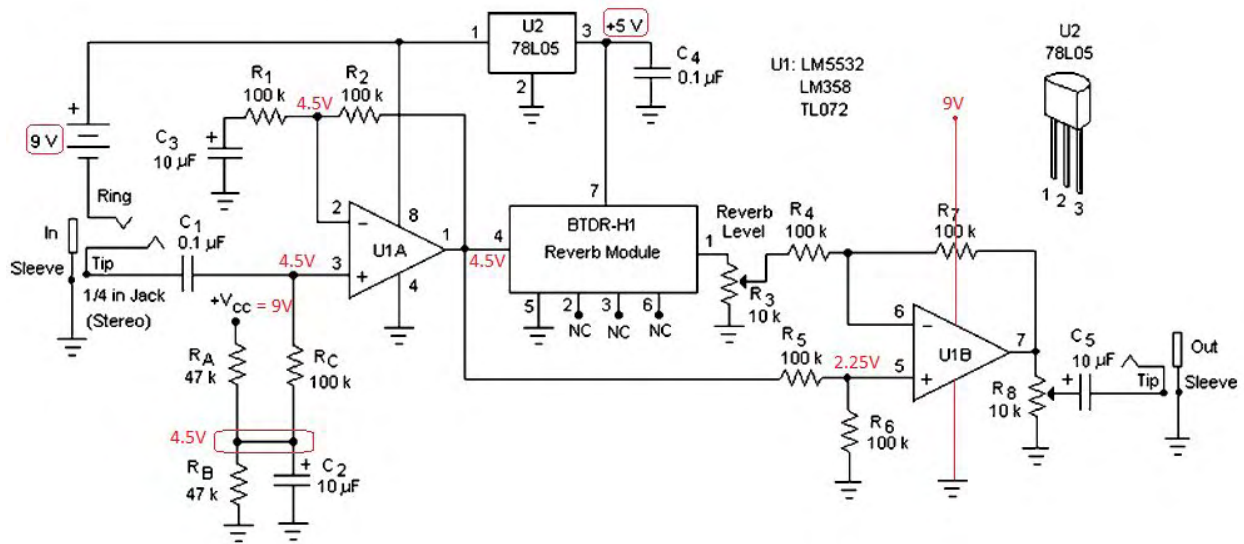 U2
78L05
1
3
2
+5 V
C4
0.1 µF
U1: LM5532
LM358
TL072
U2
78L05
1 2 3
R1
100 k
R2
100 k
4.5V
9V
+
9 V
C3
+
10 µF
Ring
2
8
7
BTDR-H1
Reverb Module
Reverb
Level
R4
100 k
R7
100 k
In
C1
0.1 µF
−
U1A
1
4
1
Sleeve
Tip
4.5V
3
+
4
4.5V
1/4 in Jack
(Stereo)
+VCC = 9V
5
2
3
6
NC
NC
NC
R3
10 k
6
−
U1B
7
C5
10 µF
Out
RA
47 k
RC
100 k
R5
100 k
2.25V
5
+
R8
10 k
+
Tip
Sleeve
4.5V
R6
100 k
RB
47 k
+
C2
10 µF